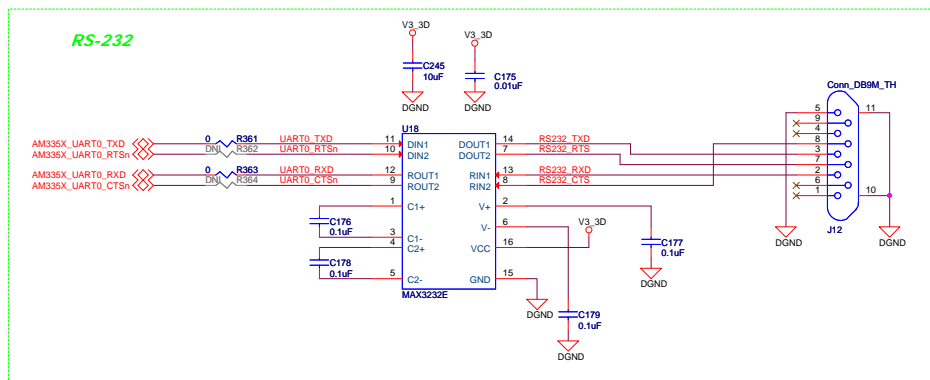 RS-232
V3_3D
C245
10uF
DGND
V3_3D
C175
0.01uF
DGND
Conn_DB9M_TH
5
9
4
8
3
7
2
6
1
11
10
J12
DGND
DGND
U18
AM335X_UART0_TXD 0 R361 UART0_TXD 11 DIN1 DOUT1 14 RS232_TXD
AM335X_UART0_RTSn DNI R362 UART0_RTSn 10 DIN2 DOUT2 7 RS232_RTS
AM335X_UART0_RXD 0 R363 UART0_RXD 12 ROUT1 RIN1 13 RS232_RXD
AM335X_UART0_CTSn DNI R364 UART0_CTSn 9 ROUT2 RIN2 8 RS232_CTS
1 C1+ V+ 2
C176
0.1uF
3 C1- V- 6
4 C2+ VCC 16
V3_3D
C177
0.1uF
DGND
C178
0.1uF
5 C2- GND 15
MAX3232E
DGND
C179
0.1uF
DGND